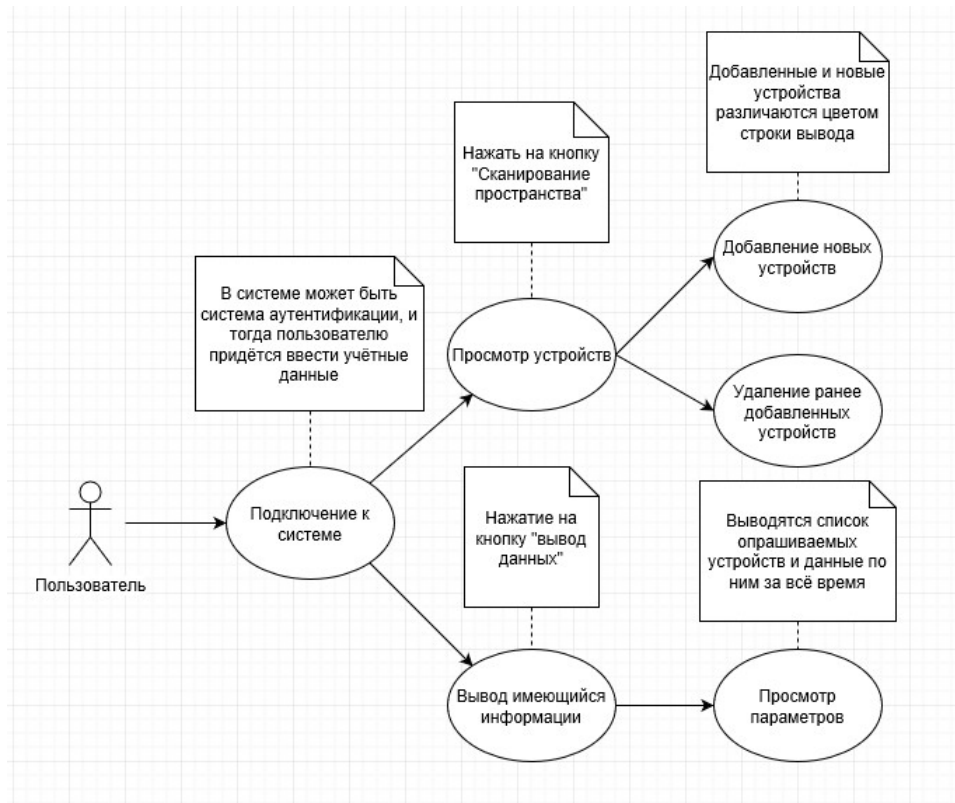 Добавленные и новые
устройства
различаются цветом
строки вывода
Нажать на кнопку
"Сканирование
пространства"
Добавление новых
устройств
В системе может быть
система аутентификации, и
тогда пользователю
придётся ввести учётные
данные
Просмотр устройств
Удаление ранее
добавленных
устройств
Подключение к
системе
Нажатие на
кнопку "вывод
данных"
Выводятся список
опрашиваемых
устройств и данные по
ним за всё время
Пользователь
Вывод имеющийся
информации
Просмотр
параметров